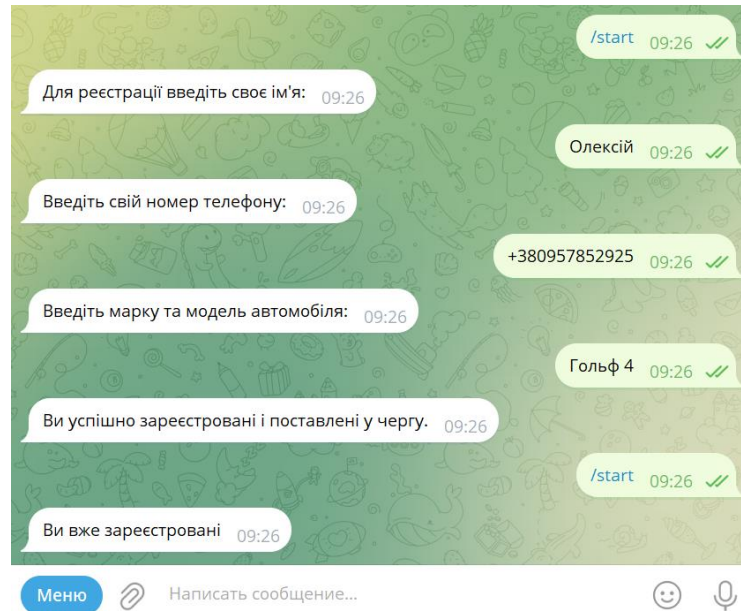 /start 09:26
Для реєстрації введіть своє ім'я: 09:26
Олексій 09:26
Введіть свій номер телефону: 09:26
+380957852925 09:26
Введіть марку та модель автомобіля: 09:26
Гольф 4 09:26
Ви успішно зареєстровані і поставлені у чергу. 09:26
/start 09:26
Ви вже зареєстровані 09:26
Меню Написать сообщение...